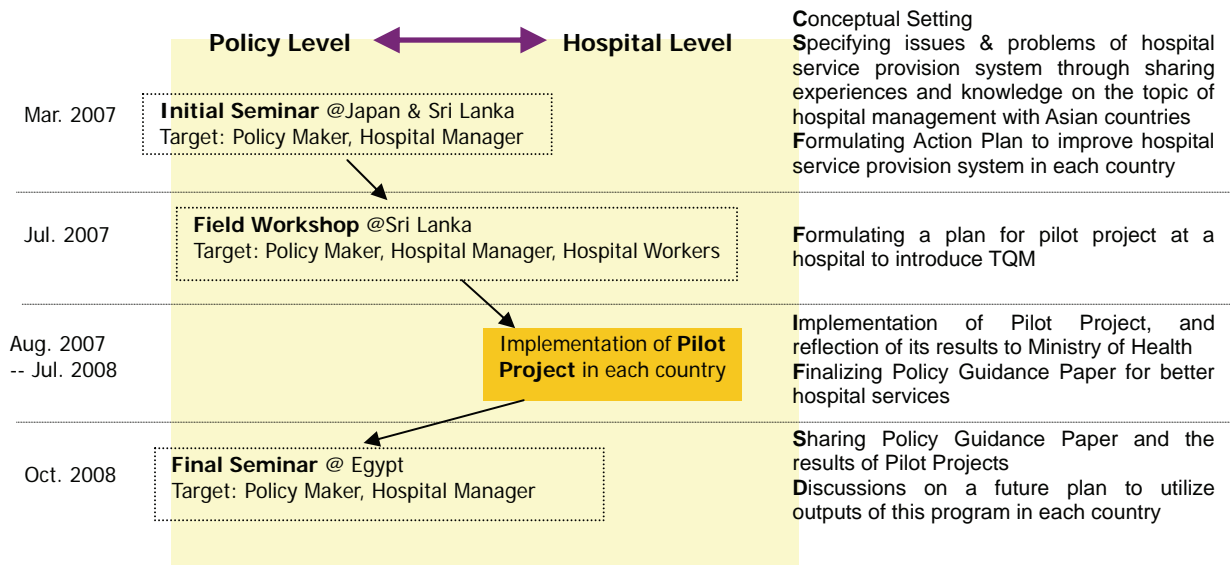 Policy Level
Hospital Level
Conceptual Setting
Specifying issues & problems of hospital
service provision system through sharing
experiences and knowledge on the topic of
hospital management with Asian countries
Formulating Action Plan to improve hospital
service provision system in each country
Mar. 2007
Initial Seminar @Japan & Sri Lanka
Target: Policy Maker, Hospital Manager
Jul. 2007
Field Workshop @Sri Lanka
Target: Policy Maker, Hospital Manager, Hospital Workers
Formulating a plan for pilot project at a
hospital to introduce TQM
Aug. 2007
-- Jul. 2008
Implementation of Pilot
Project in each country
Implementation of Pilot Project, and
reflection of its results to Ministry of Health
Finalizing Policy Guidance Paper for better
hospital services
Oct. 2008
Final Seminar @ Egypt
Target: Policy Maker, Hospital Manager
Sharing Policy Guidance Paper and the
results of Pilot Projects
Discussions on a future plan to utilize
outputs of this program in each country